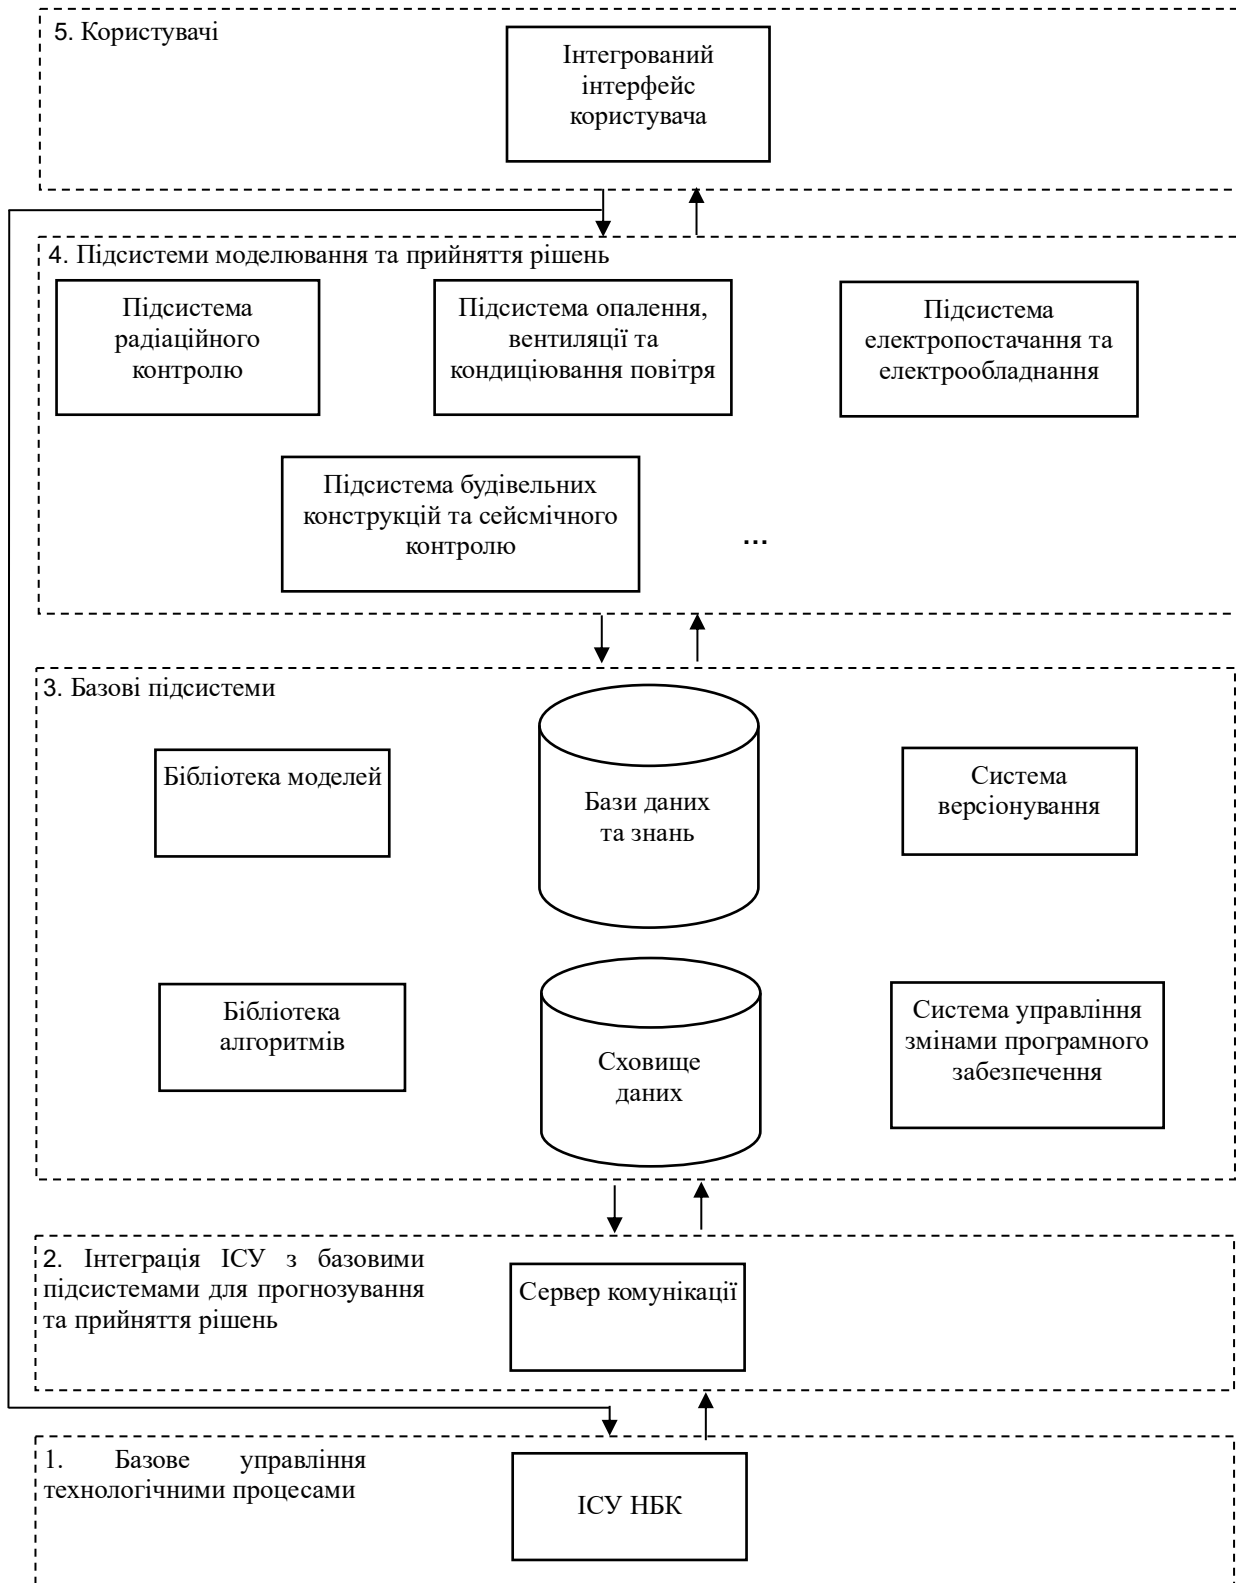 5. Користувачі
Інтегрований
інтерфейс
користувача
4. Підсистеми моделювання та прийняття рішень
Підсистема
радіаційного
контролю
Підсистема опалення,
вентиляції та
кондиціювання повітря
Підсистема
електропостачання та
електрообладнання
Підсистема будівельних
конструкцій та сейсмічного
контролю
...
3. Базові підсистеми
Бібліотека моделей
Бази даних
та знань
Система
версіонування
Бібліотека
алгоритмів
Сховище
даних
Система управління
змінами програмного
забезпечення
2. Інтеграція ІСУ з базовими
підсистемами для прогнозування
та прийняття рішень
Сервер комунікації
1. Базове управління
технологічними процесами
ІСУ НБК